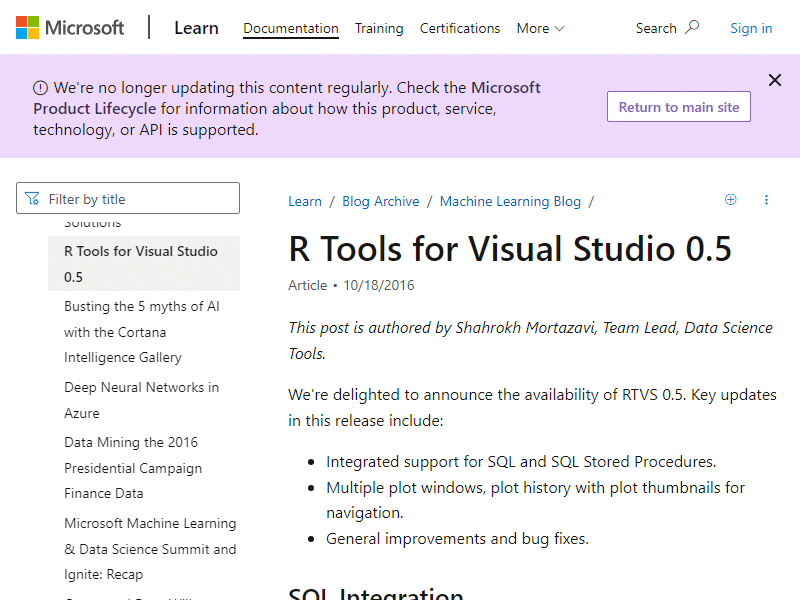 Microsoft
Learn
Documentation
Training
Certifications
More
Search
Sign in
We're no longer updating this content regularly. Check the Microsoft
Product Lifecycle for information about how this product, service,
technology, or API is supported.
Return to main site
Filter by title
Solutions
R Tools for Visual Studio
0.5
Busting the 5 myths of AI
with the Cortana
Intelligence Gallery
Deep Neural Networks in
Azure
Data Mining the 2016
Presidential Campaign
Finance Data
Microsoft Machine Learning
& Data Science Summit and
Ignite: Recap
Learn / Blog Archive / Machine Learning Blog /
R Tools for Visual Studio 0.5
Article • 10/18/2016
This post is authored by Shahrokh Mortazavi, Team Lead, Data Science
Tools.
We're delighted to announce the availability of RTVS 0.5. Key updates
in this release include:
• Integrated support for SQL and SQL Stored Procedures.
• Multiple plot windows, plot history with plot thumbnails for
navigation.
• General improvements and bug fixes.
SQL Integration